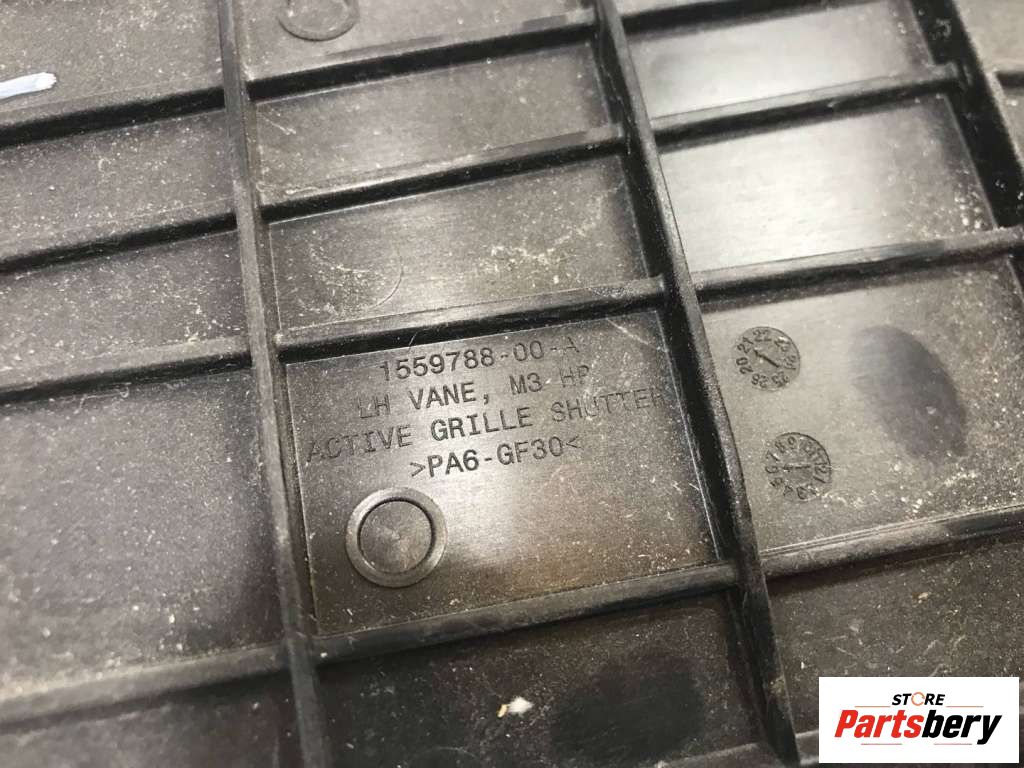 1559788-00-A
LH VANE, M3 HP
ACTIVE GRILLE SHUTTER
>PA6-GF30<
STORE
Partsbery